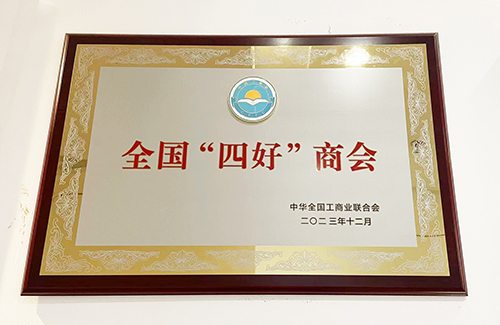 全国“四好”商会
中华全国工商业联合会
二〇二三年十二月